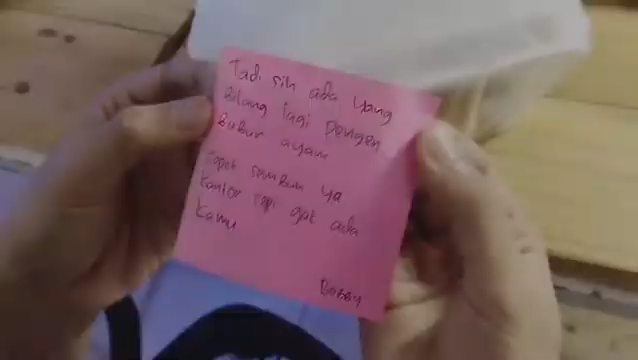 Tadi sih ada yang
Bilang lagi pengen
Bubur ayam
Cepet sembuh ya
Kantor sepi gak ada
Kamu
Bobby